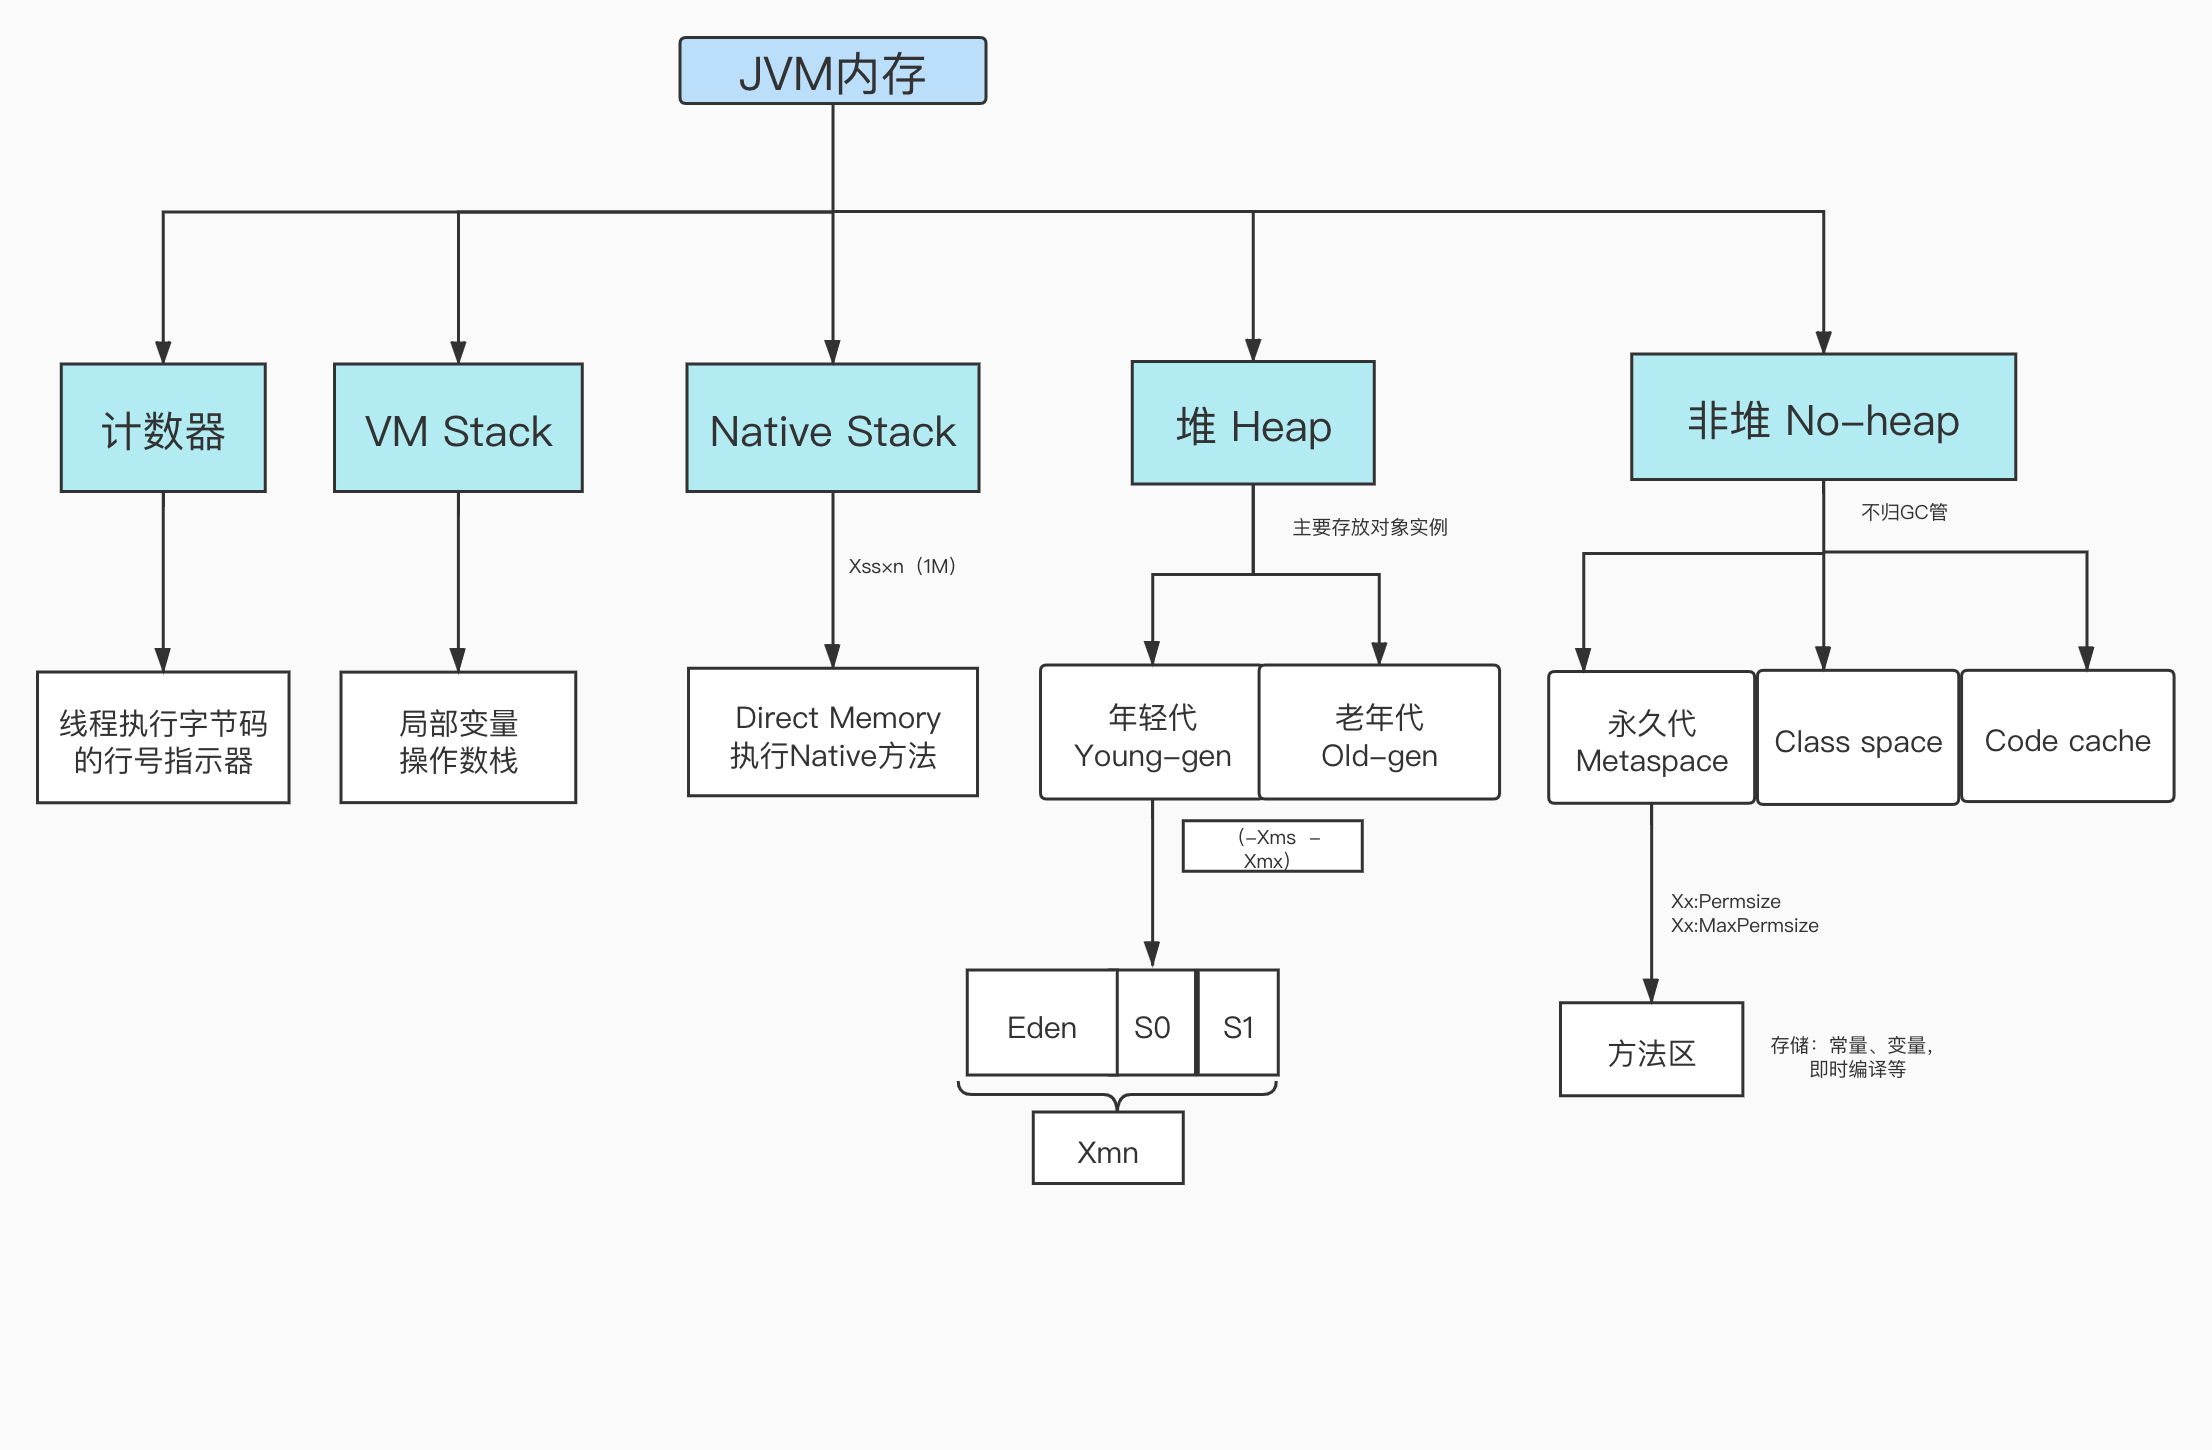 JVM内存
计数器
VM Stack
Native Stack
堆 Heap
非堆 No-heap
主要存放对象实例
不归GC管
Xss×n（1M）
线程执行字节码
的行号指示器
局部变量
操作数栈
Direct Memory
执行Native方法
年轻代
Young-gen
老年代
Old-gen
永久代
Metaspace
Class space
Code cache
（-Xms -
Xmx）
Xx:Permsize
Xx:MaxPermsize
Eden
S0
S1
方法区
存储：常量、变量，
即时编译等
Xmn